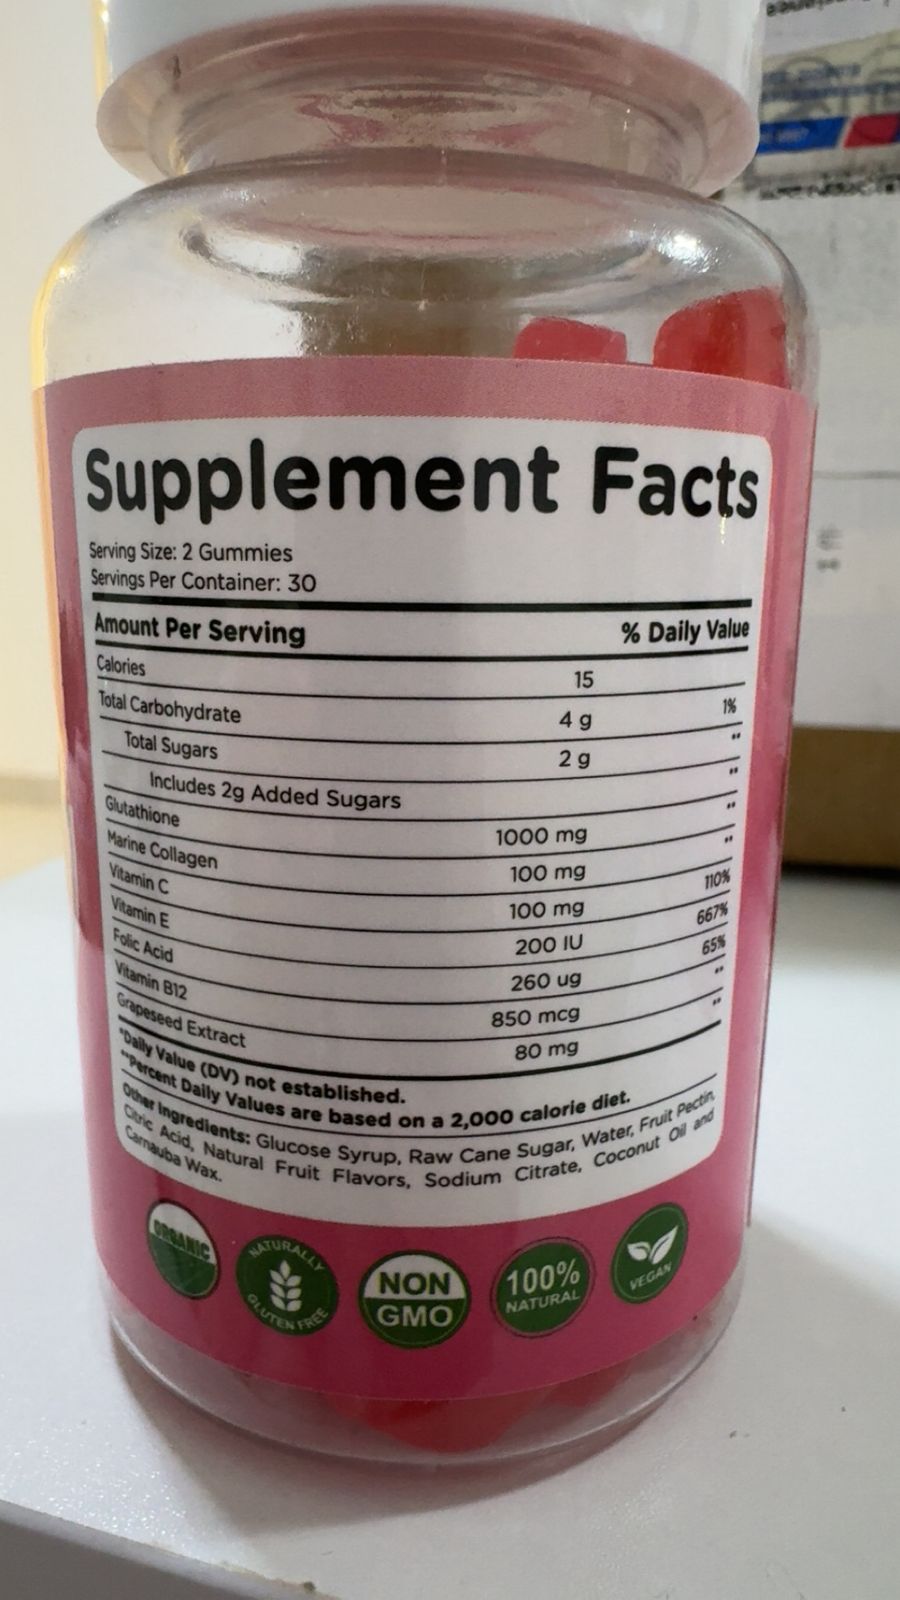 Supplement Facts
Serving Size: 2 Gummies
Servings Per Container: 30
Amount Per Serving % Daily Value
Calories 15
Total Carbohydrate 4 g 1%
Total Sugars 2 g **
Includes 2g Added Sugars **
Glutathione 1000 mg **
Marine Collagen 100 mg **
Vitamin C 100 mg 110%
Vitamin E 200 IU 667%
Folic Acid 260 ug 65%
Vitamin B12 850 mcg **
Grapeseed Extract 80 mg **
*Daily Value (DV) not established.
**Percent Daily Values are based on a 2,000 calorie diet.
Other Ingredients: Glucose Syrup, Raw Cane Sugar, Water, Fruit Pectin,
Citric Acid, Natural Fruit Flavors, Sodium Citrate, Coconut Oil and
Carnauba Wax.
ORGANIC
NATURALLY
GLUTEN FREE
NON
GMO
100%
NATURAL
VEGAN